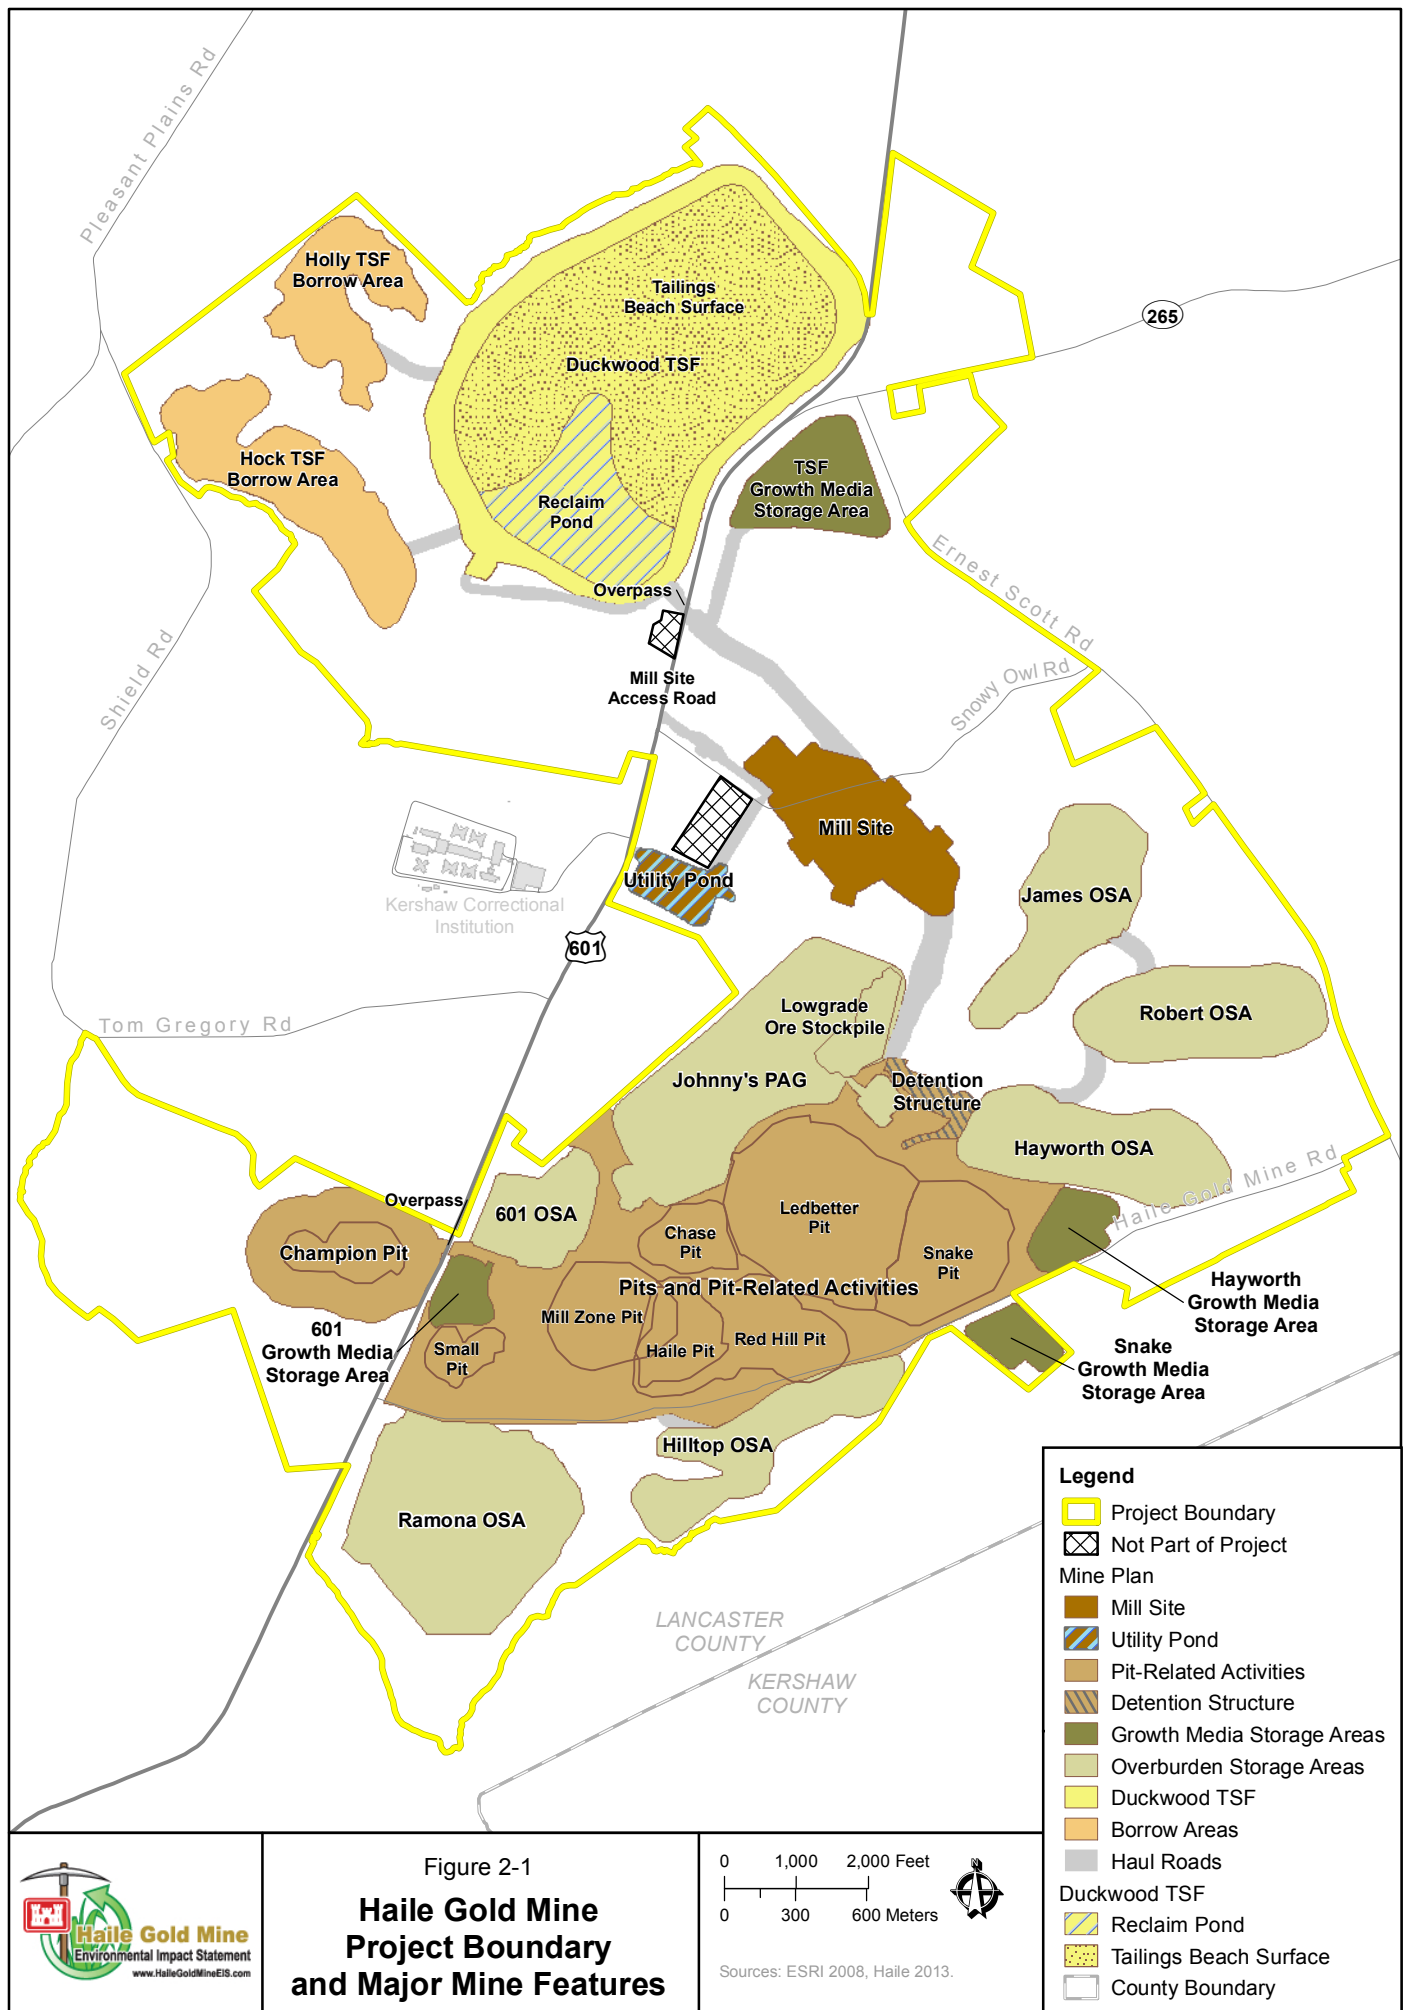 Pleasant Plains Rd
Holly TSF
Borrow Area
Tailings
Beach Surface
265
Duckwood TSF
Hock TSF
Borrow Area
TSF
Growth Media
Storage Area
Reclaim
Pond
Ernest Scott Rd
Overpass
Shield Rd
Mill Site
Access Road
Snowy Owl Rd
Mill Site
Utility Pond
James OSA
Kershaw Correctional
Institution
601
Lowgrade
Ore Stockpile
Robert OSA
Tom Gregory Rd
Johnny's PAG
Detention
Structure
Hayworth OSA
Haile Gold Mine Rd
Overpass
601 OSA
Ledbetter
Pit
Chase
Pit
Champion Pit
Snake
Pit
Pits and Pit-Related Activities
Hayworth
Growth Media
Storage Area
Mill Zone Pit
601
Growth Media
Storage Area
Small
Pit
Haile Pit
Red Hill Pit
Snake
Growth Media
Storage Area
Hilltop OSA
Ramona OSA
LANCASTER
COUNTY
KERSHAW
COUNTY
Legend
Project Boundary
Not Part of Project
Mine Plan
Mill Site
Utility Pond
Pit-Related Activities
Detention Structure
Growth Media Storage Areas
Overburden Storage Areas
Duckwood TSF
Borrow Areas
Haul Roads
Duckwood TSF
Reclaim Pond
Tailings Beach Surface
County Boundary
Haile Gold Mine
Environmental Impact Statement
www.HaileGoldMineEIS.com
Figure 2-1
Haile Gold Mine
Project Boundary
and Major Mine Features
0 1,000 2,000 Feet
0 300 600 Meters
N
Sources: ESRI 2008, Haile 2013.